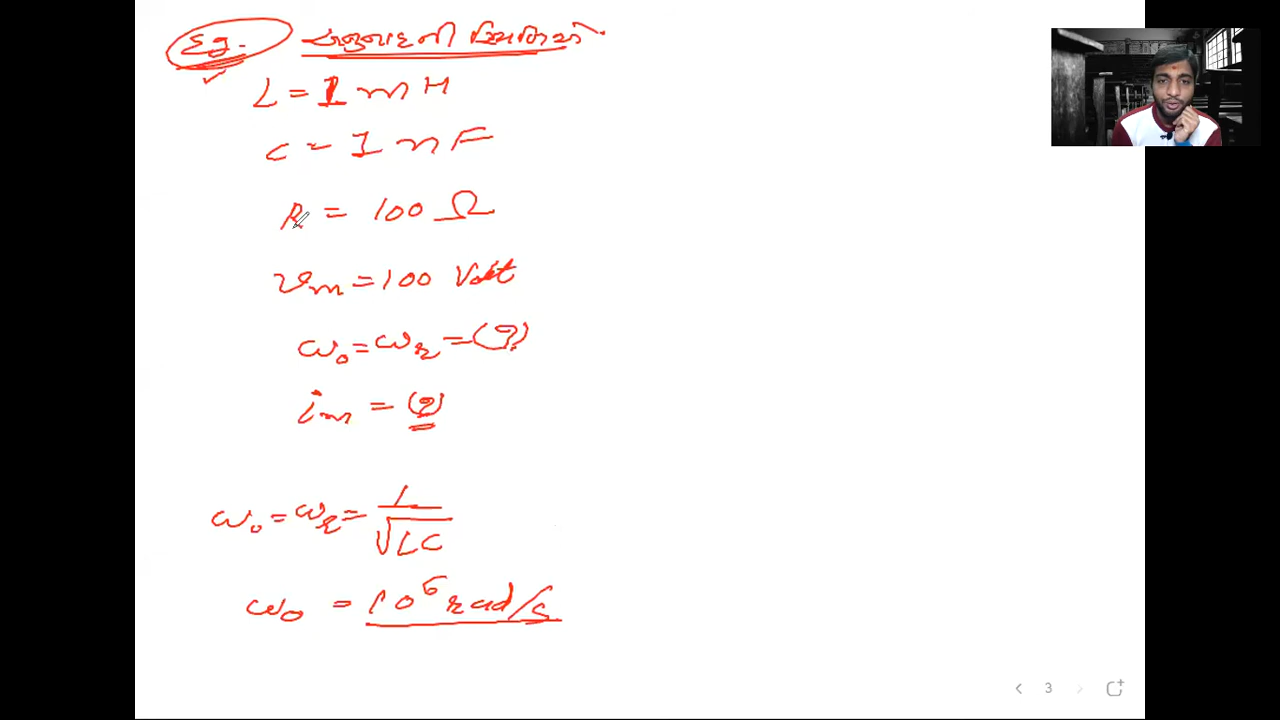 Eg. અનુનાદની સ્થિતિએ.
L = 1 mH
C = 1 nF
R = 100 Ω
vm = 100 Volt
ω₀ = ωr = (?)
im = (?)
ω₀ = ωr = 1/√LC
ω₀ = 10⁶ rad/s
3